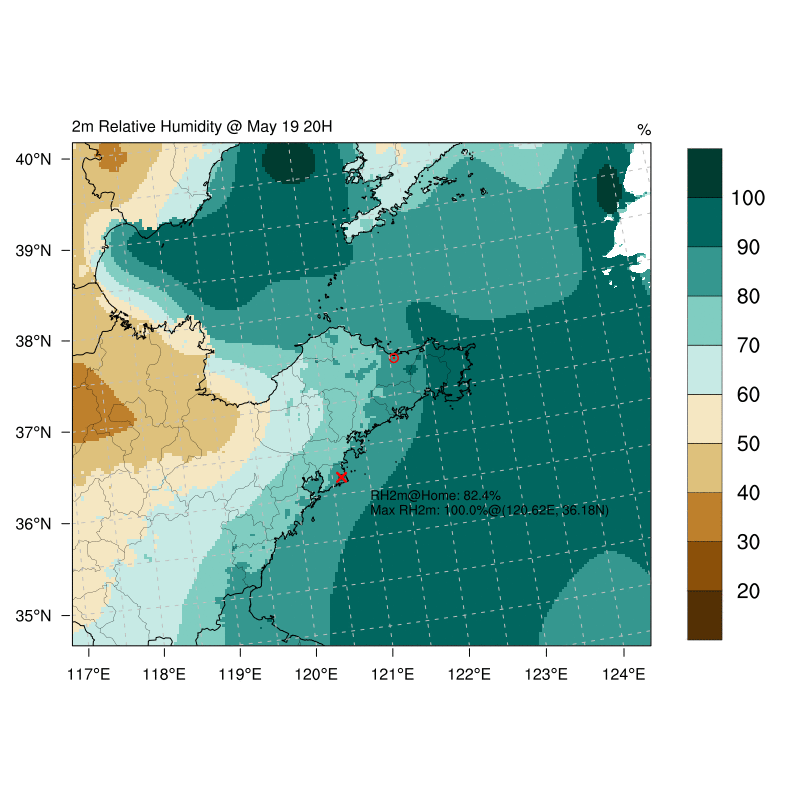 2m Relative Humidity @ May 19 20H
%
40°N
39°N
38°N
37°N
36°N
35°N
117°E 118°E 119°E 120°E 121°E 122°E 123°E 124°E
RH2m@Home: 82.4%
Max RH2m: 100.0%@(120.62E, 36.18N)
100
90
80
70
60
50
40
30
20